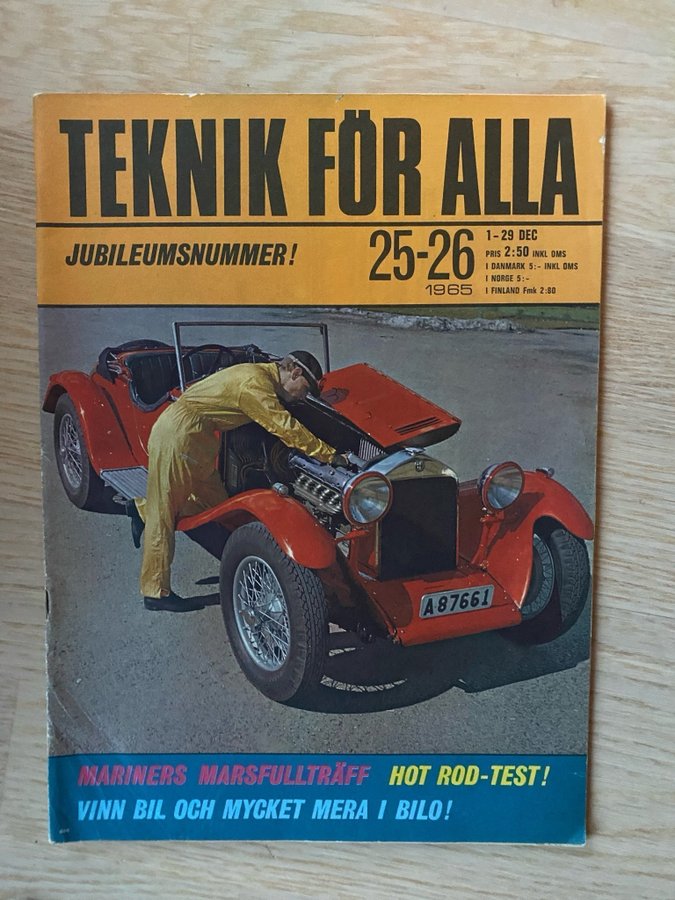 TEKNIK FÖR ALLA
JUBILEUMSNUMMER!
25-26
1965
1-29 DEC
PRIS 2:50 INKL OMS
I DANMARK 5:- INKL OMS
I NORGE 5:-
I FINLAND Fmk 2:80
A87661
MARINERS MARSFULLTRÄFF HOT ROD-TEST!
VINN BIL OCH MYCKET MERA I BILO!